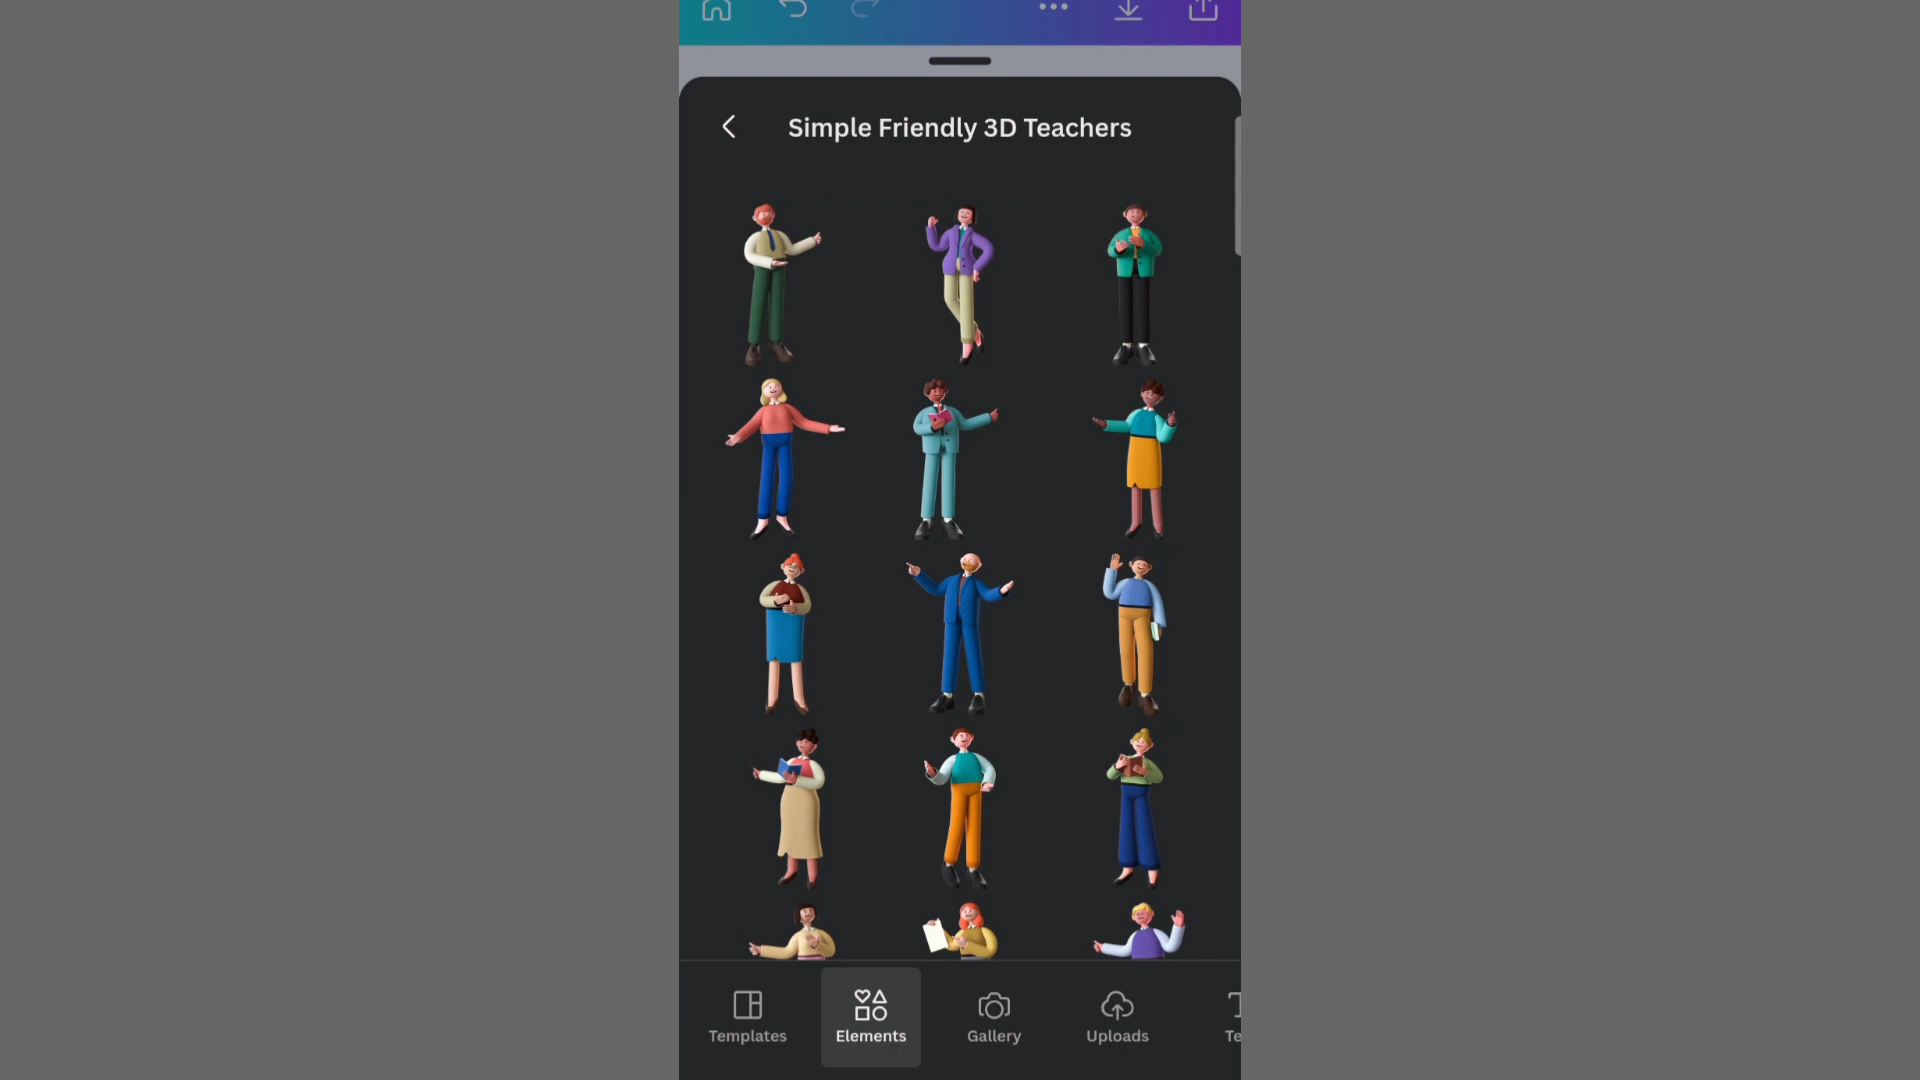 Simple Friendly 3D Teachers
Templates
Elements
Gallery
Uploads